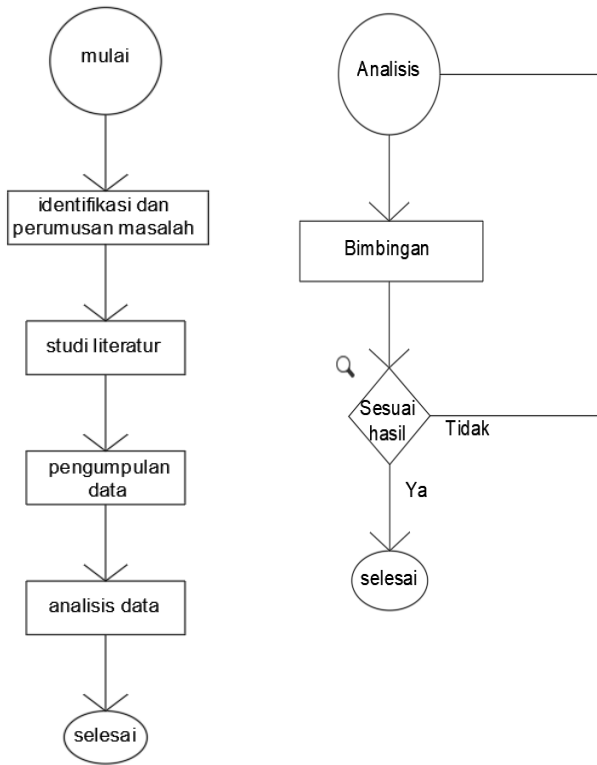 mulai
identifikasi dan
perumusan masalah
studi literatur
pengumpulan
data
analisis data
selesai
Analisis
Bimbingan
Sesuai
hasil
Tidak
Ya
selesai